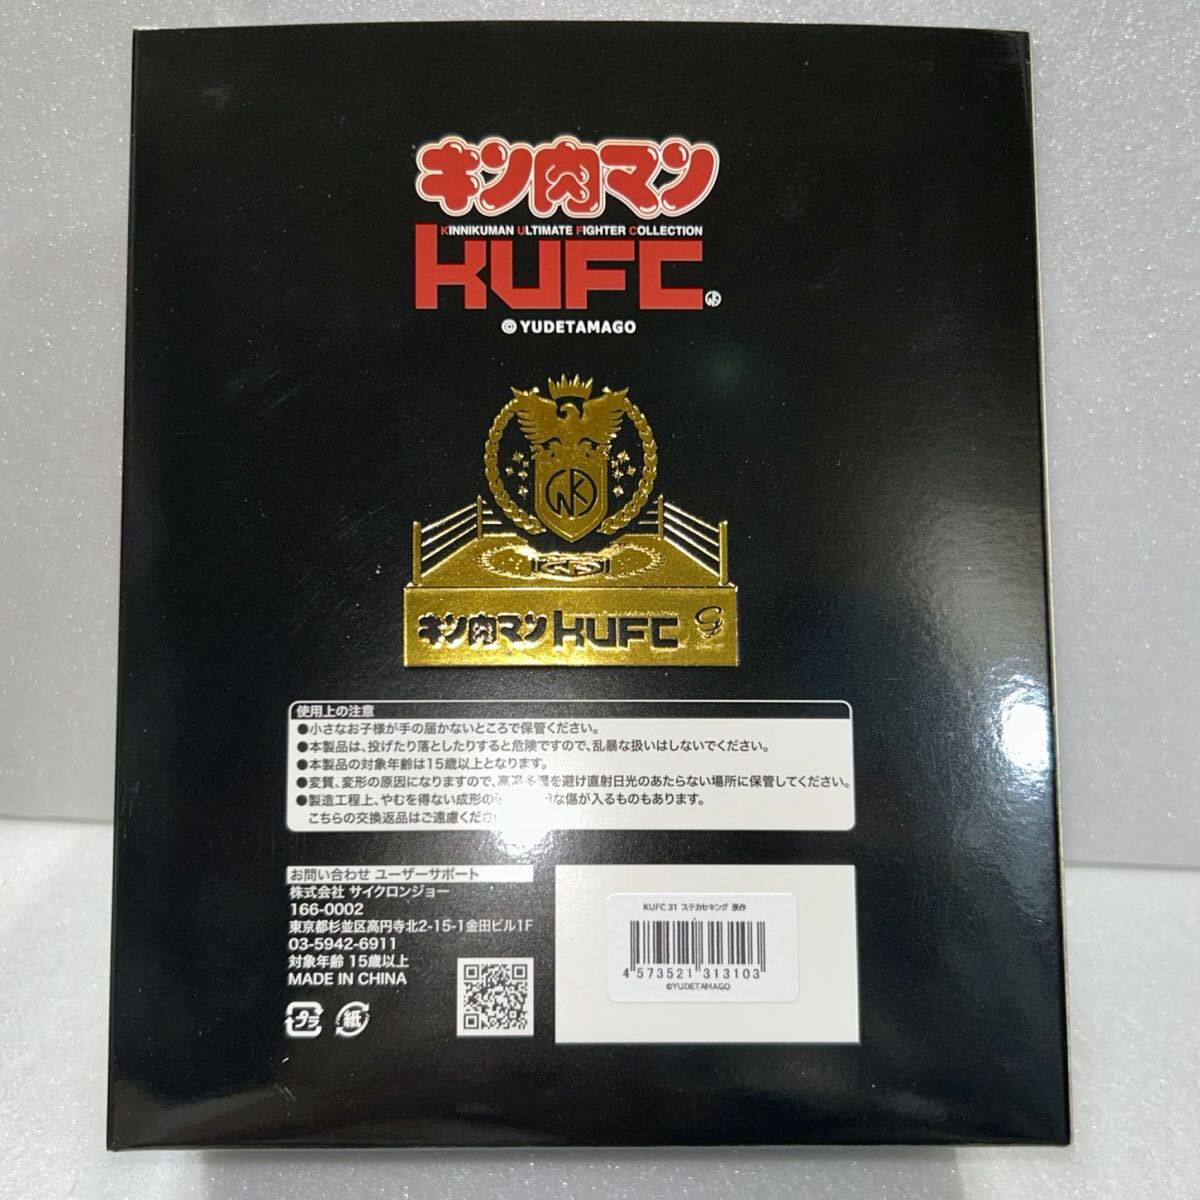 キン肉マン
KINNIKUMAN ULTIMATE FIGHTER COLLECTION
KUFC
© YUDETAMAGO
キン肉マン KUFC
使用上の注意
●小さなお子様が手の届かないところで保管ください。
●本製品は、投げたり落としたりすると危険ですので、乱暴な扱いはしないでください。
●本製品の対象年齢は15歳以上となります。
●変質、変形の原因になりますので、高温多湿を避け直射日光のあたらない場所に保管してください。
●製造工程上、やむを得ない成形の な傷が入るものもあります。
こちらの交換返品はご遠慮くださ
お問い合わせ ユーザーサポート
株式会社 サイクロンジョー
166-0002
東京都杉並区高円寺北2-15-1金田ビル1F
03-5942-6911
対象年齢 15歳以上
MADE IN CHINA
プラ 紙
KUFC 31 ステカセキング 原作
4 573521 313103
©YUDETAMAGO